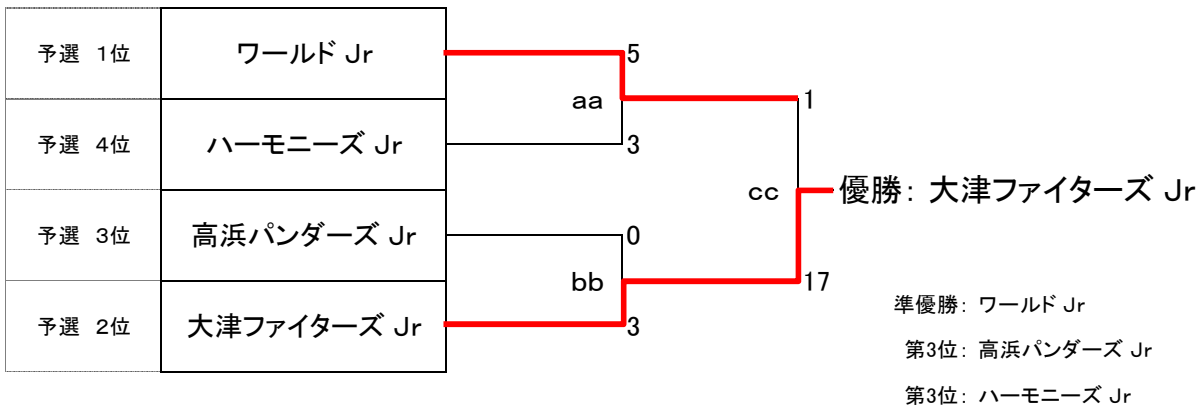 予選 1位 ワールド Jr 5
aa 1
予選 4位 ハーモニーズ Jr 3
cc 優勝: 大津ファイターズ Jr
予選 3位 高浜パンダーズ Jr 0
bb 17
予選 2位 大津ファイターズ Jr 3
準優勝: ワールド Jr
第3位: 高浜パンダーズ Jr
第3位: ハーモニーズ Jr